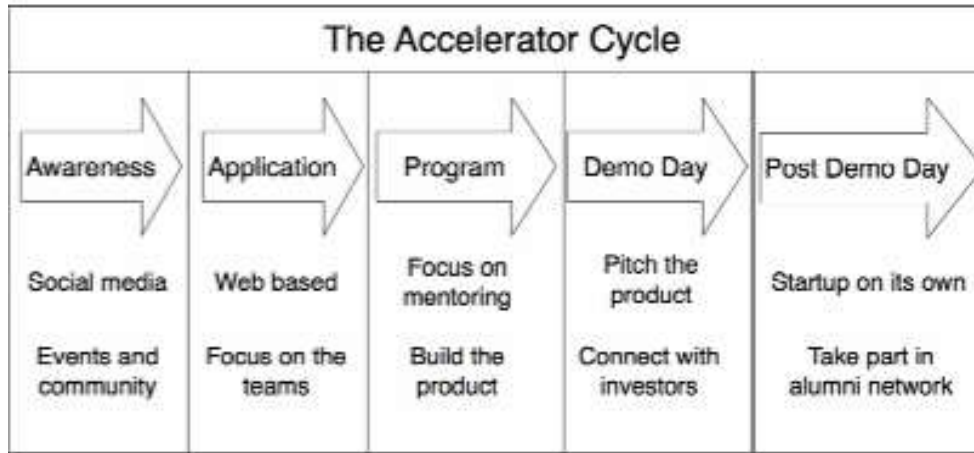 The Accelerator Cycle
Awareness
Application
Program
Demo Day
Post Demo Day
Social media
Web based
Focus on
mentoring
Pitch the
product
Startup on its own
Events and
community
Focus on the
teams
Build the
product
Connect with
investors
Take part in
alumni network